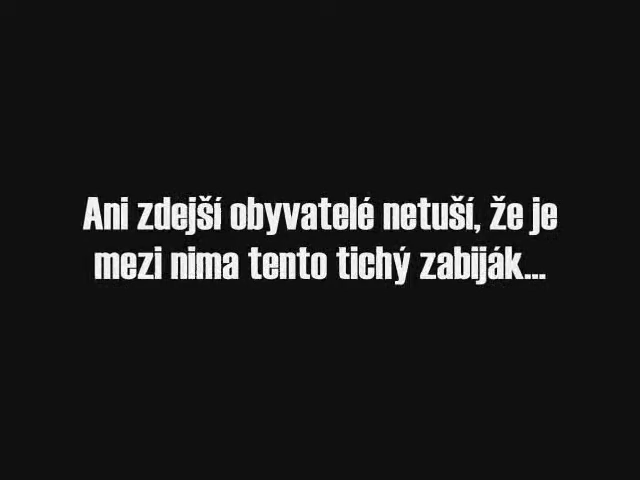 Ani zdejší obyvatelé netuší, že je
mezi nima tento tichý zabiják...